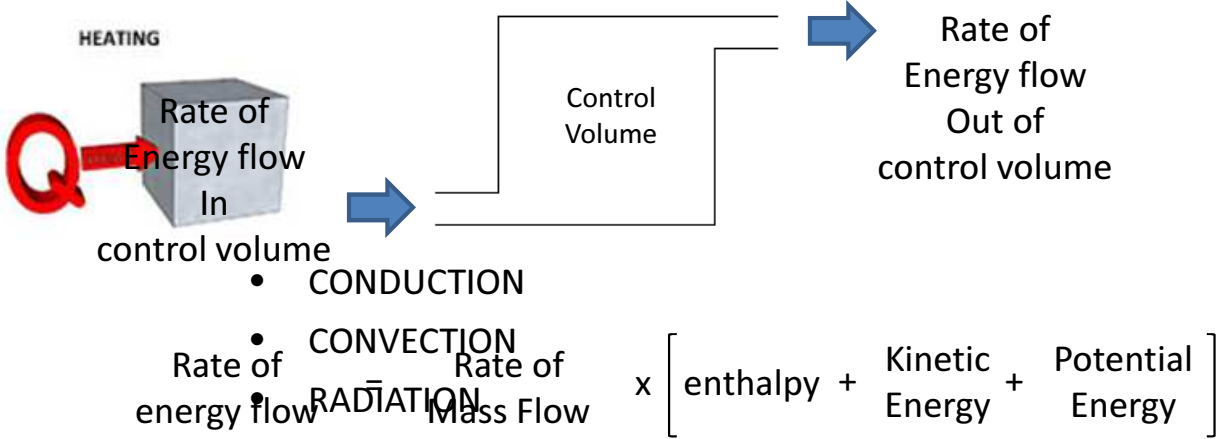 HEATING
Q
Rate of
Energy flow
In
control volume
Control
Volume
Rate of
Energy flow
Out of
control volume
• CONDUCTION
• CONVECTION
• RADIATION
Rate of
energy flow
=
Rate of
Mass Flow
x [ enthalpy + Kinetic
Energy + Potential
Energy ]